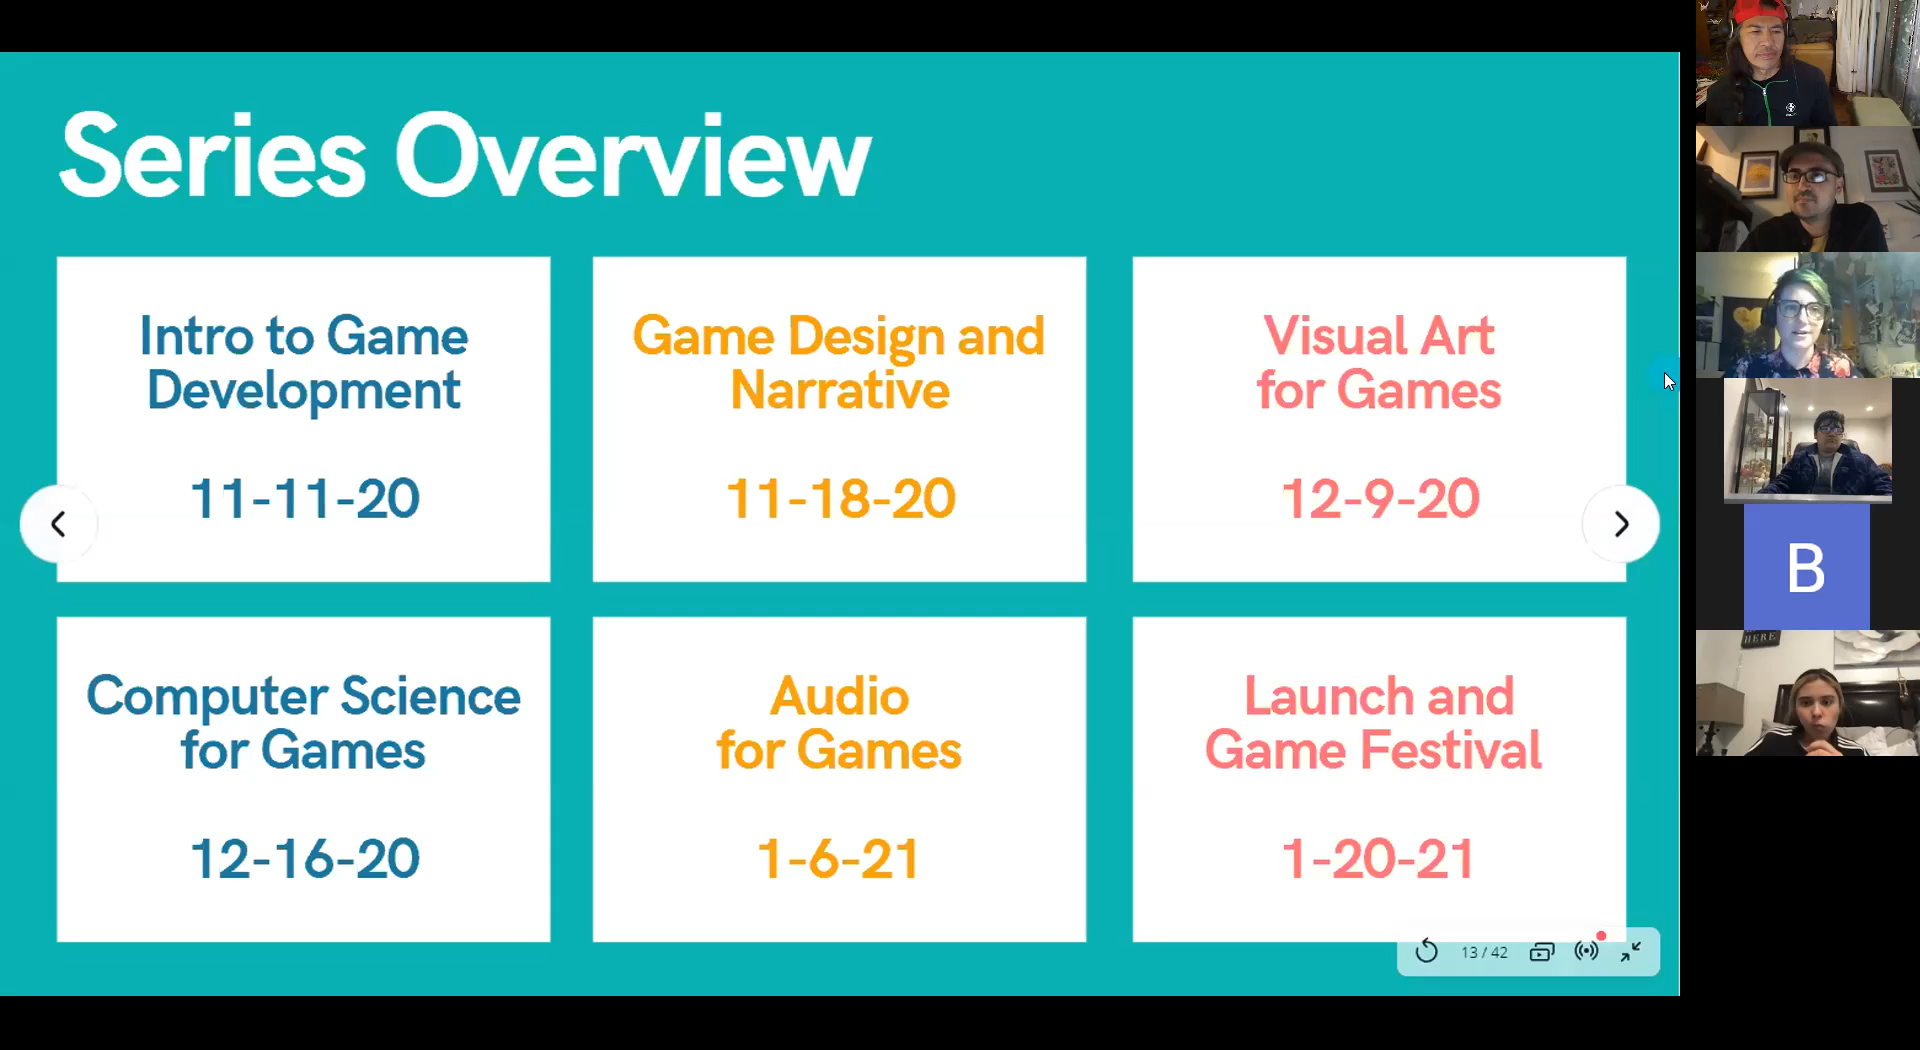 Series Overview
Intro to Game
Development
11-11-20
Game Design and
Narrative
11-18-20
Visual Art
for Games
12-9-20
Computer Science
for Games
12-16-20
Audio
for Games
1-6-21
Launch and
Game Festival
1-20-21
13 / 42
B
HERE